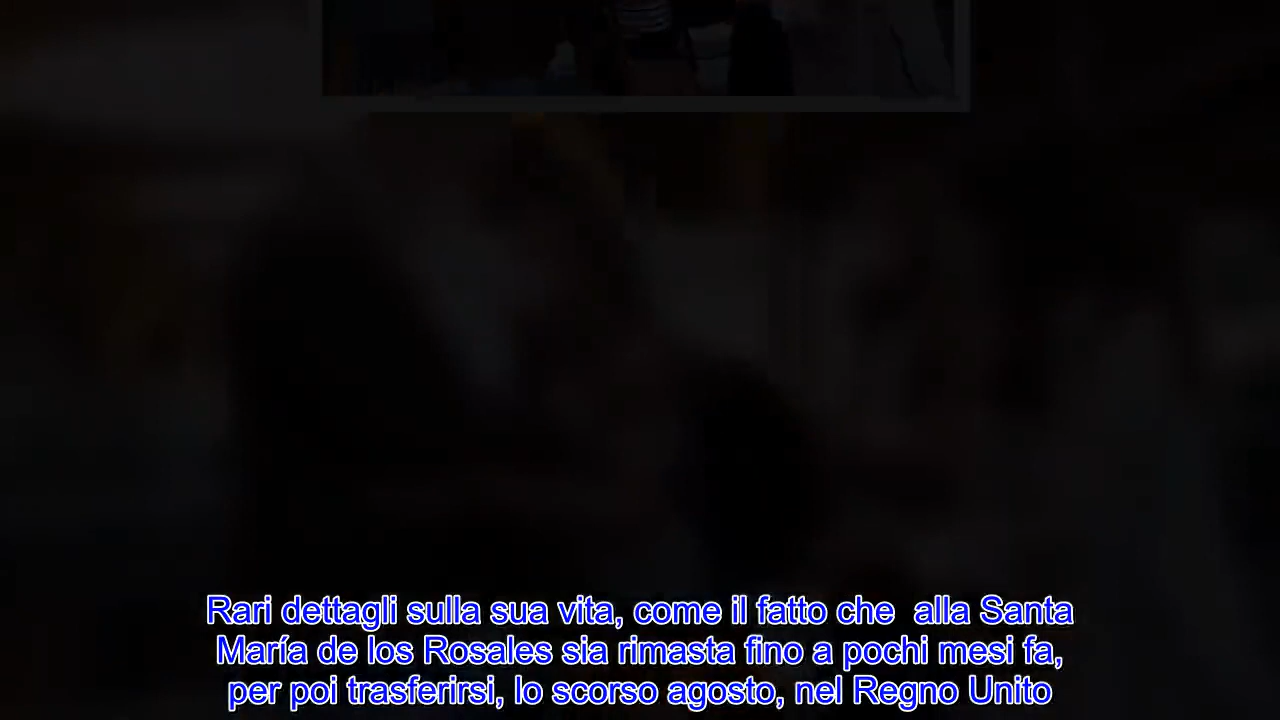 Rari dettagli sulla sua vita, come il fatto che  alla Santa
María de los Rosales sia rimasta fino a pochi mesi fa,
per poi trasferirsi, lo scorso agosto, nel Regno Unito